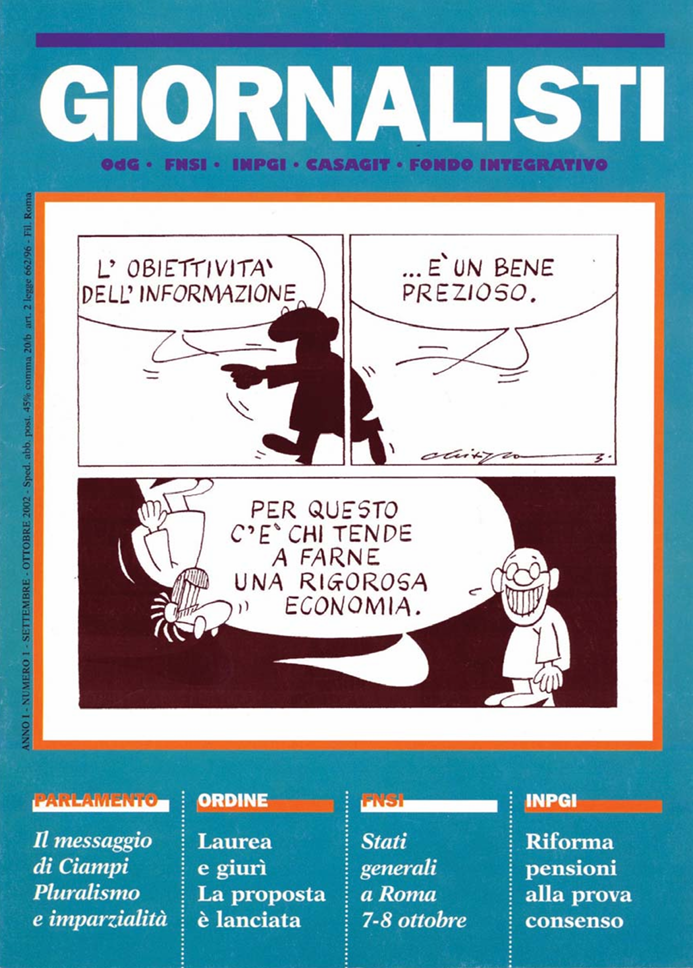 GIORNALISTI
OdG • FNSI • INPGI • CASAGIT • FONDO INTEGRATIVO
ANNO I - NUMERO 1 - SETTEMBRE - OTTOBRE 2002 - Sped. abb. post. 45% comma 20/b art. 2 legge 662/96 - Fil. Roma
L'OBIETTIVITA'
DELL'INFORMAZIONE
...E' UN BENE
PREZIOSO.
PER QUESTO
C'E' CHI TENDE
A FARNE
UNA RIGOROSA
ECONOMIA.
PARLAMENTO
Il messaggio
di Ciampi
Pluralismo
e imparzialità
ORDINE
Laurea
e giurì
La proposta
è lanciata
FNSI
Stati
generali
a Roma
7-8 ottobre
INPGI
Riforma
pensioni
alla prova
consenso